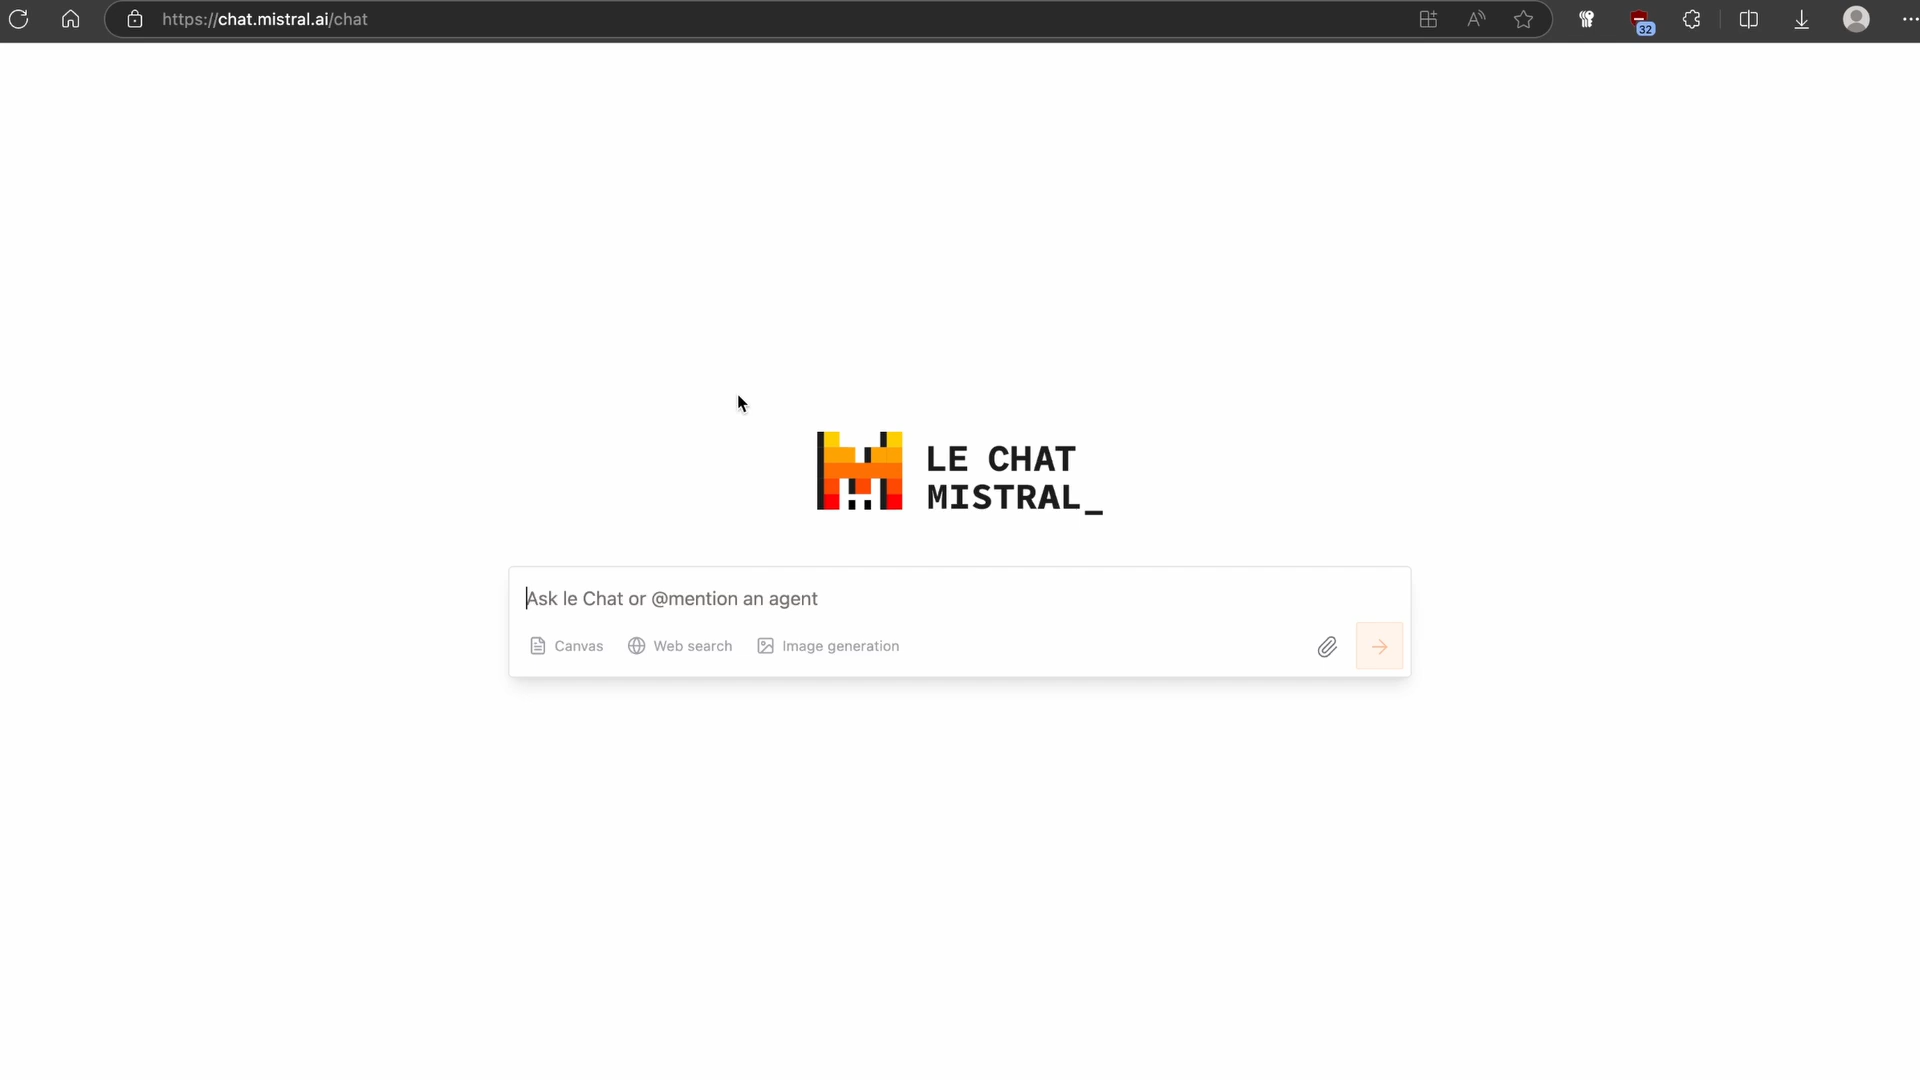 https://chat.mistral.ai/chat
32
LE CHAT
MISTRAL_
Ask le Chat or @mention an agent
Canvas
Web search
Image generation